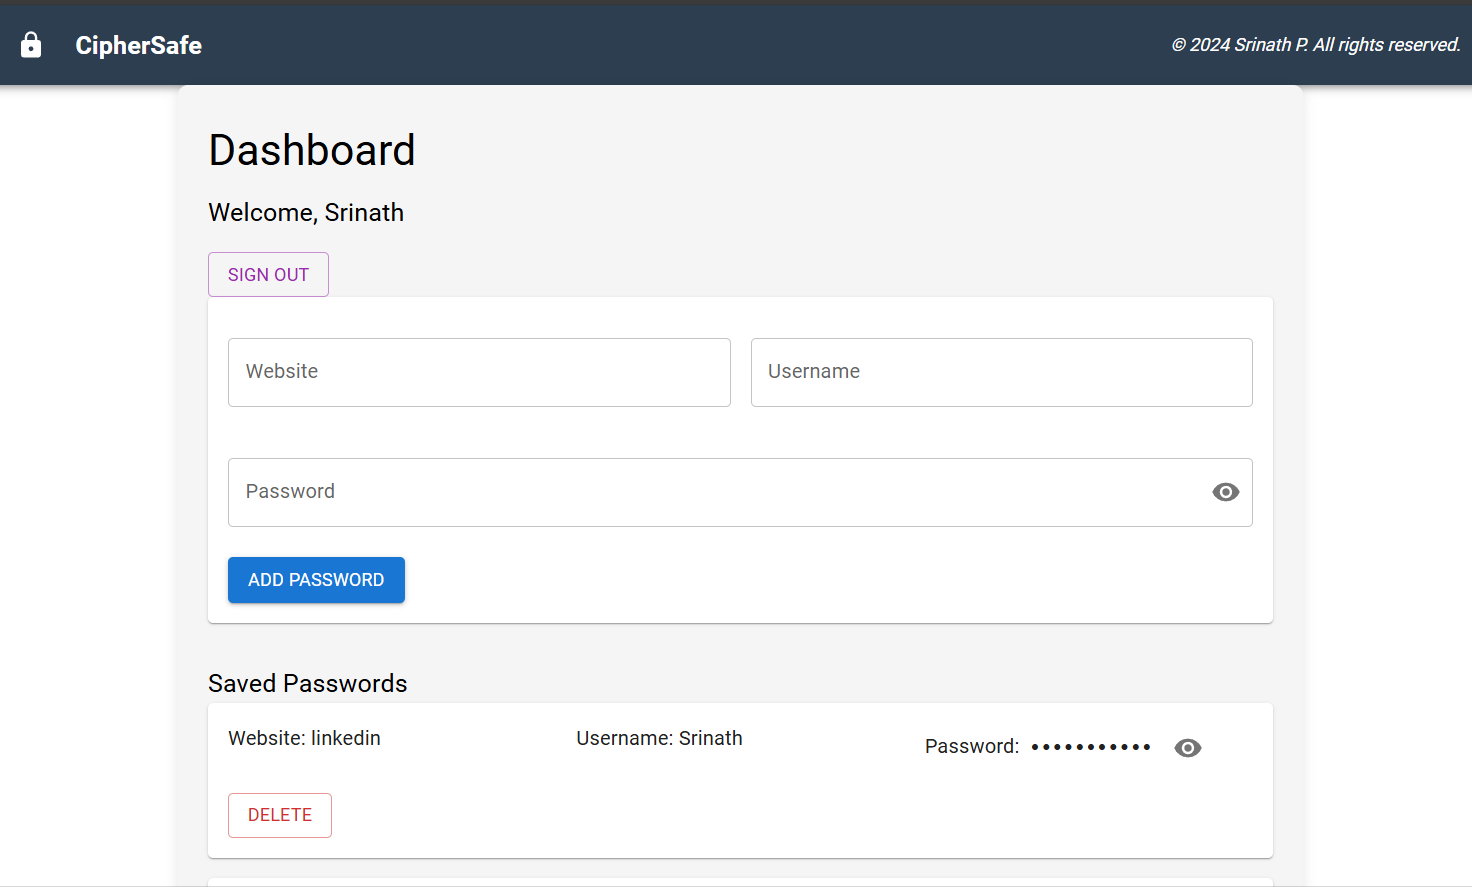 CipherSafe
© 2024 Srinath P. All rights reserved.
Dashboard
Welcome, Srinath
SIGN OUT
Website
Username
Password
ADD PASSWORD
Saved Passwords
Website: linkedin
Username: Srinath
Password: •••••••••••
DELETE